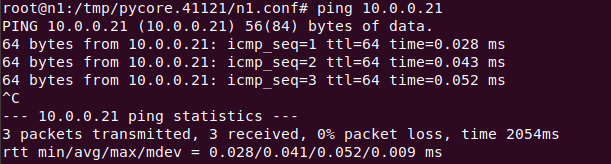 root@n1:/tmp/pycore.41121/n1.conf# ping 10.0.0.21
PING 10.0.0.21 (10.0.0.21) 56(84) bytes of data.
64 bytes from 10.0.0.21: icmp_seq=1 ttl=64 time=0.028 ms
64 bytes from 10.0.0.21: icmp_seq=2 ttl=64 time=0.043 ms
64 bytes from 10.0.0.21: icmp_seq=3 ttl=64 time=0.052 ms
^C
--- 10.0.0.21 ping statistics ---
3 packets transmitted, 3 received, 0% packet loss, time 2054ms
rtt min/avg/max/mdev = 0.028/0.041/0.052/0.009 ms